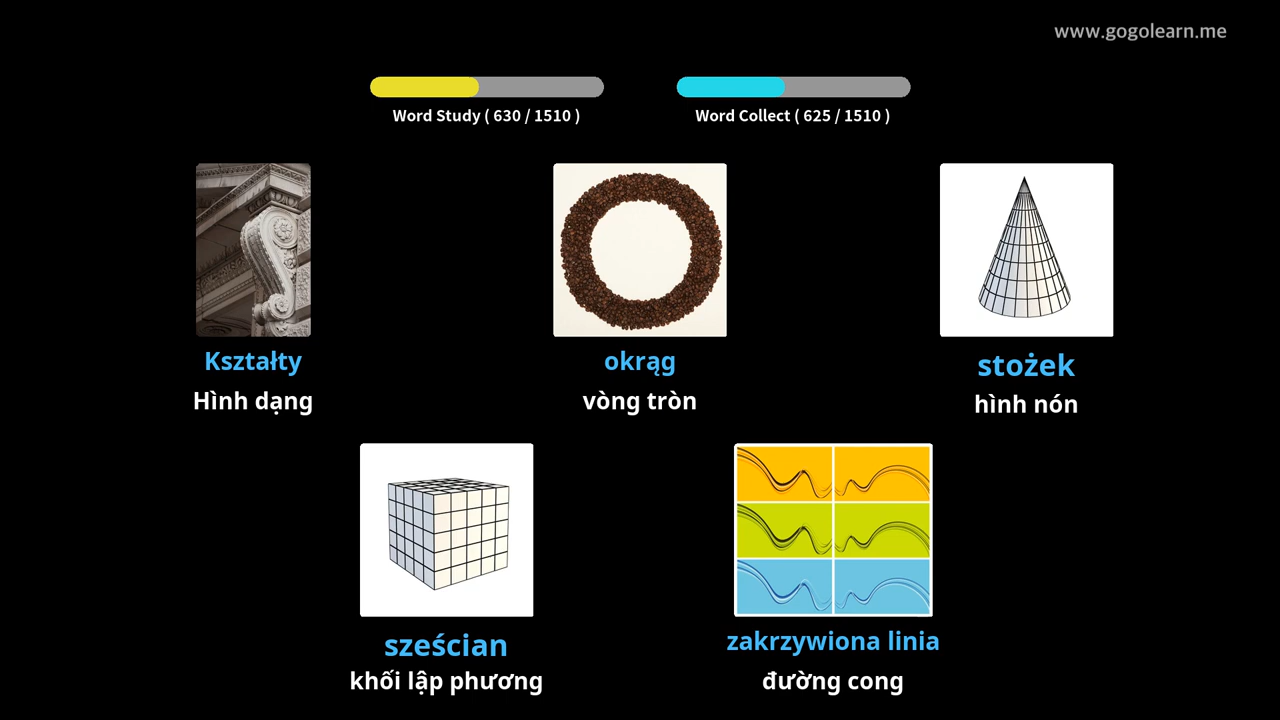 www.gogolearn.me
Word Study ( 630 / 1510 )
Word Collect ( 625 / 1510 )
Kształty
Hình dạng
okrąg
vòng tròn
stożek
hình nón
sześcian
khối lập phương
zakrzywiona linia
đường cong